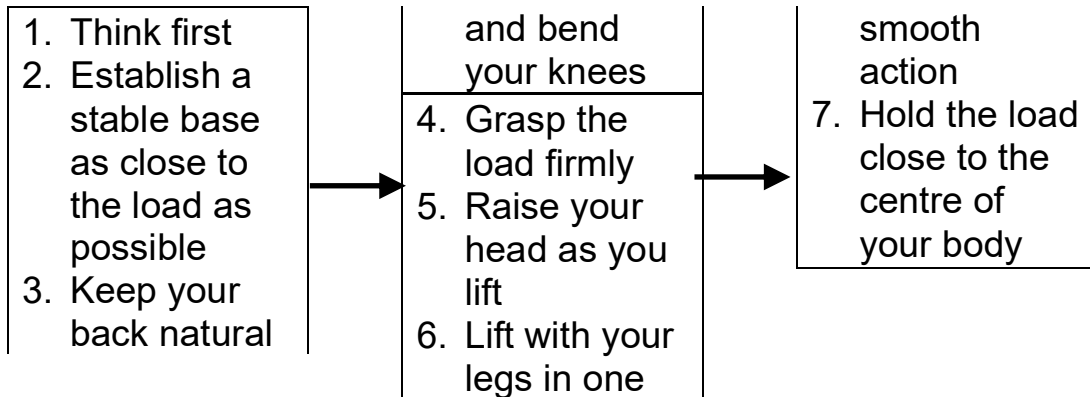 1. Think first
2. Establish a
stable base
as close to
the load as
possible
3. Keep your
back natural
and bend
your knees
4. Grasp the
load firmly
5. Raise your
head as you
lift
6. Lift with your
legs in one
smooth
action
7. Hold the load
close to the
centre of
your body